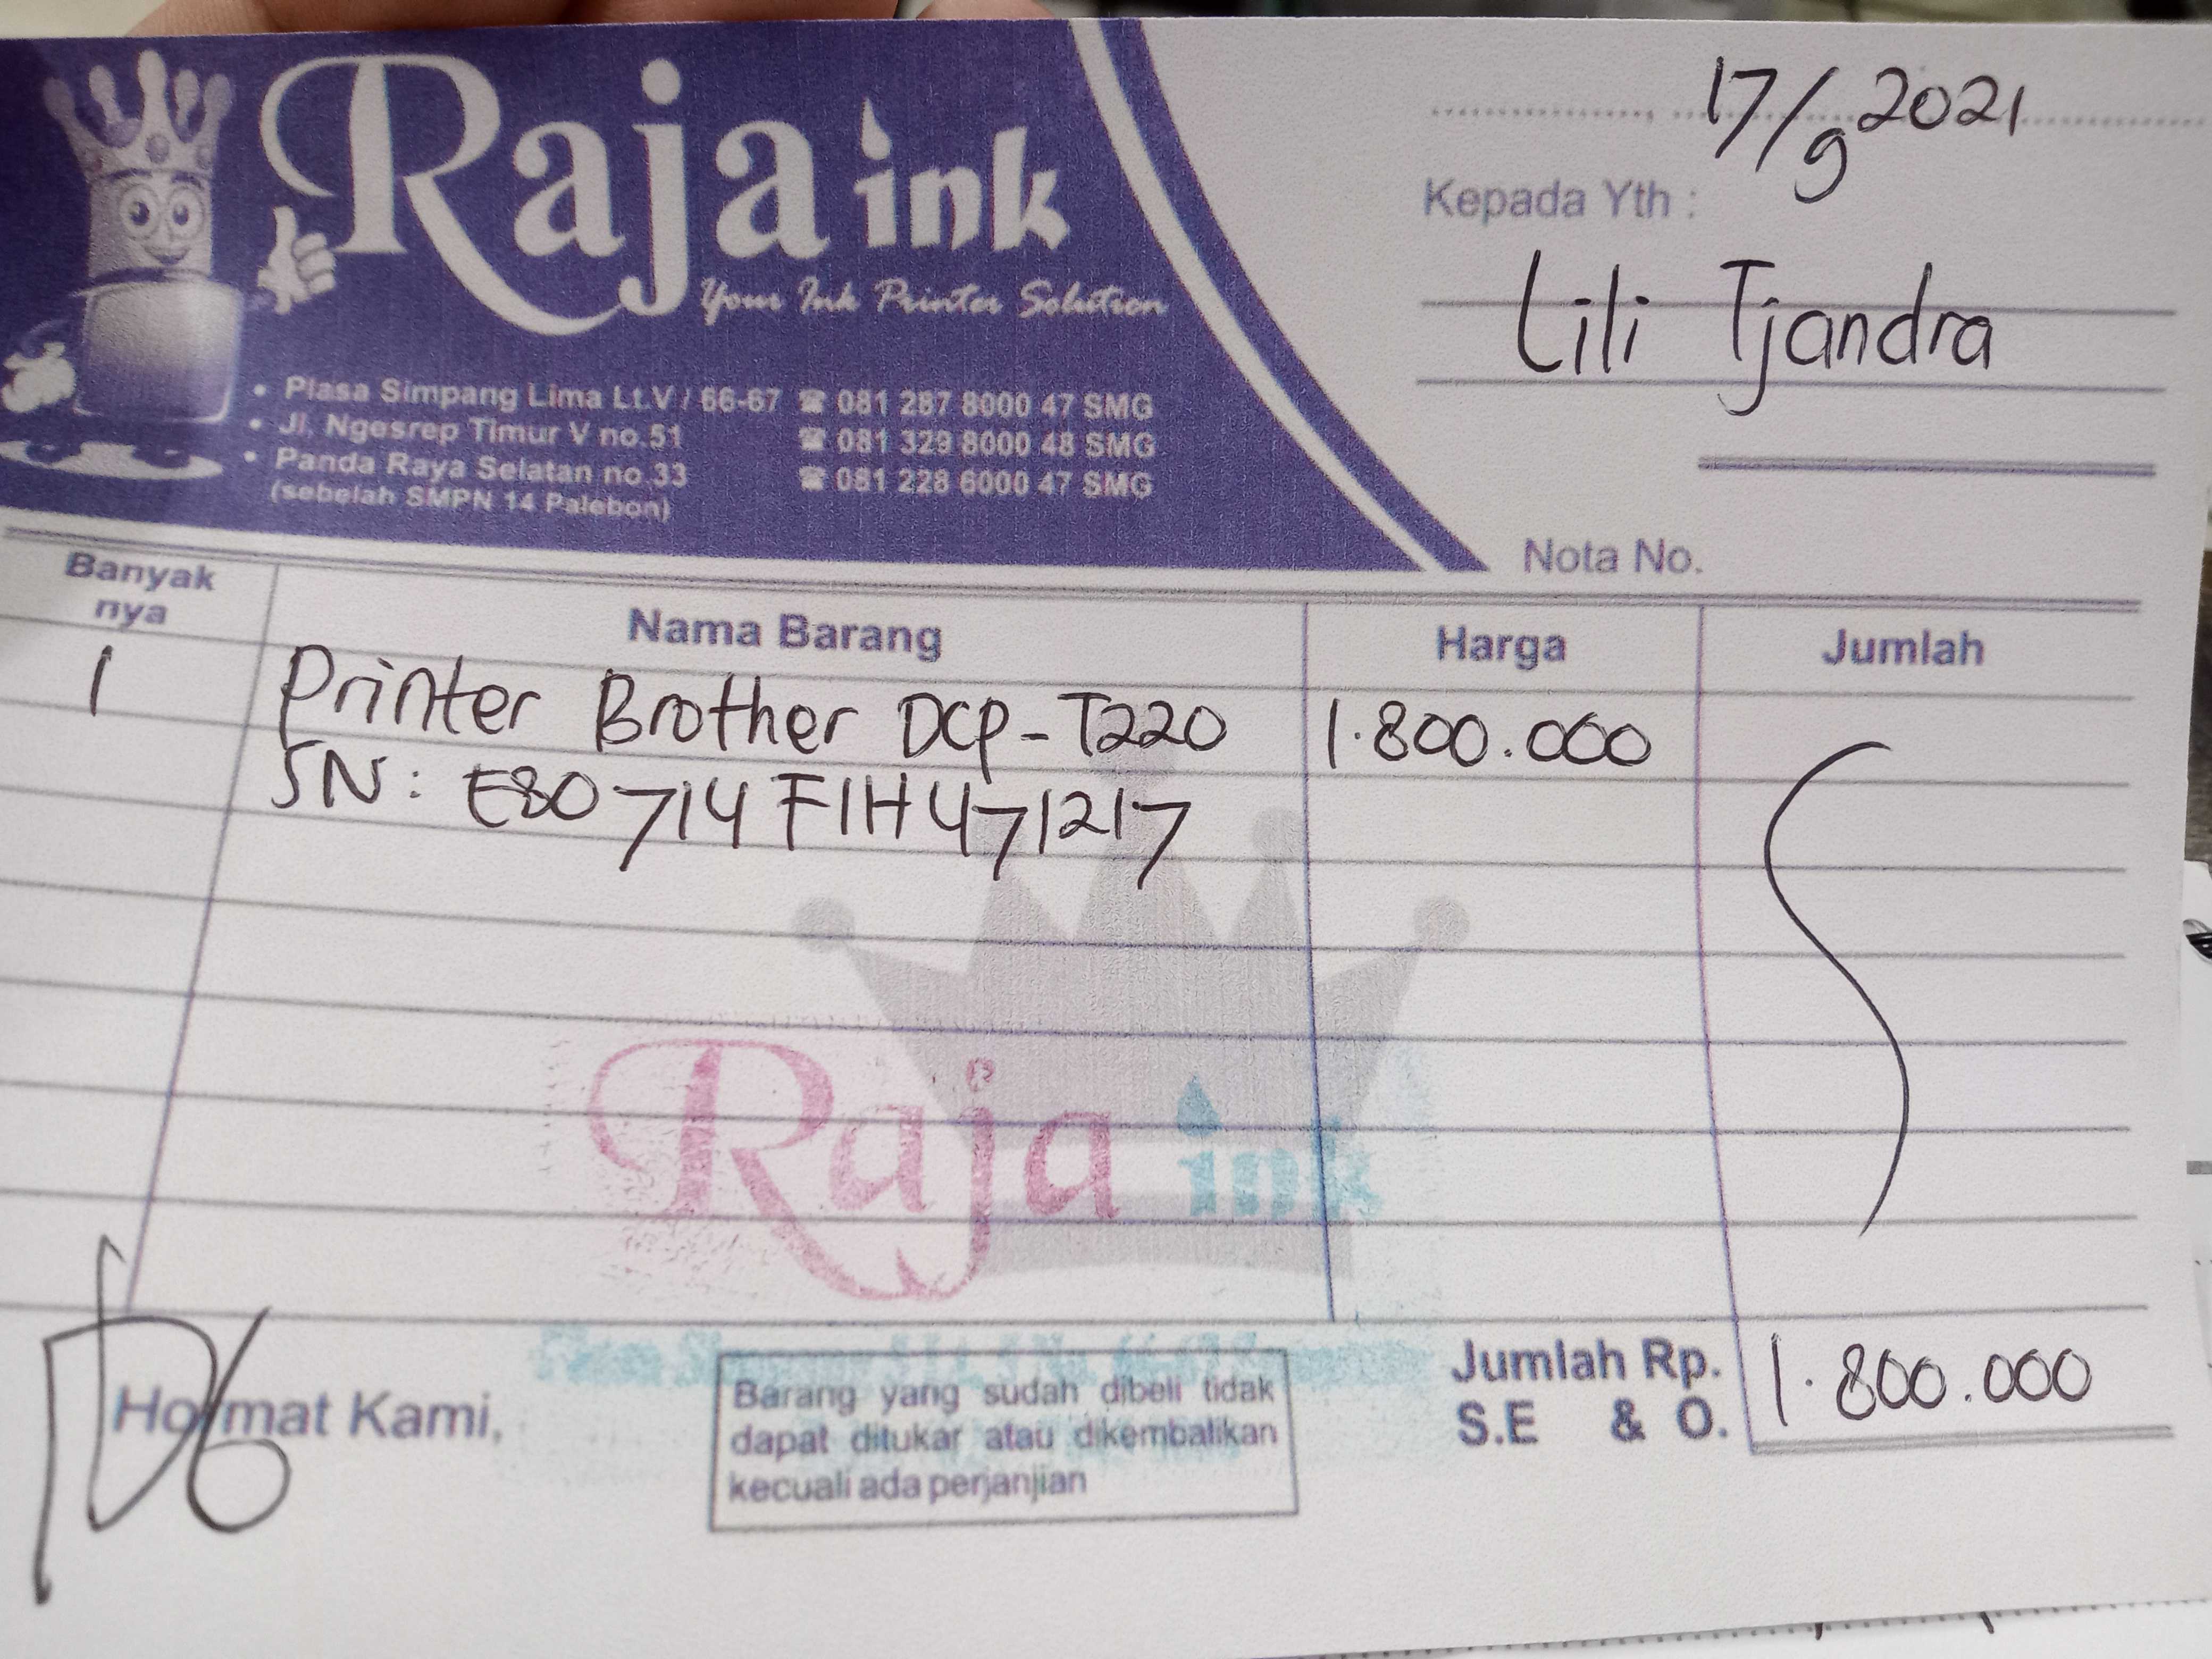 Raja ink
Your Ink Printer Solution
• Plasa Simpang Lima Lt.V / 66-67 ☎ 081 287 8000 47 SMG
• Jl. Ngesrep Timur V no.51 ☎ 081 329 8000 48 SMG
• Panda Raya Selatan no.33 ☎ 081 228 6000 47 SMG
(sebelah SMPN 14 Palebon)
17/9 2021
Kepada Yth :
Lili Tjandra
Nota No.
Banyak nya Nama Barang Harga Jumlah
1 Printer Brother DCP-T220 1.800.000
SN: E80714F1H471217
Raja ink
Hormat Kami,
Barang yang sudah dibeli tidak
dapat ditukar atau dikembalikan
kecuali ada perjanjian
Jumlah Rp. 1.800.000
S.E & O.